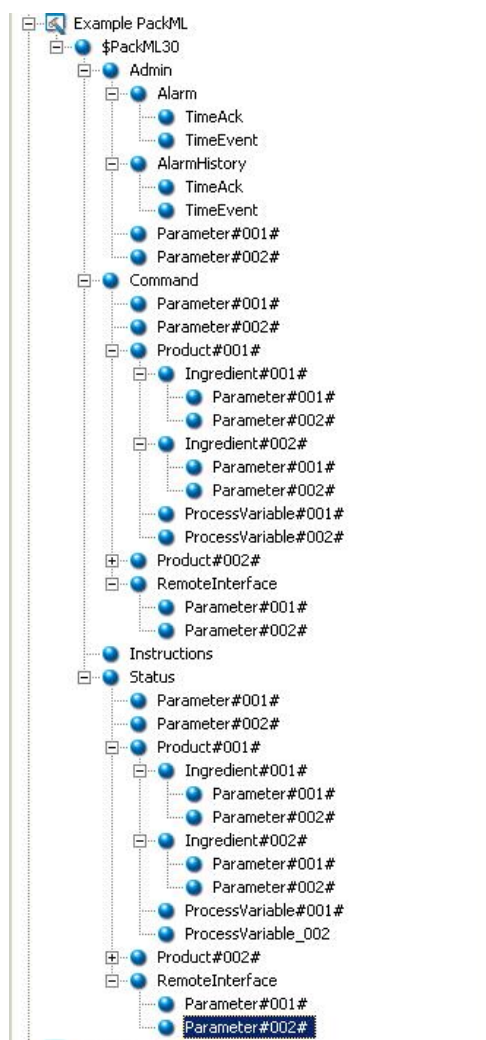 Example PackML
$PackML30
Admin
Alarm
TimeAck
TimeEvent
AlarmHistory
TimeAck
TimeEvent
Parameter#001#
Parameter#002#
Command
Parameter#001#
Parameter#002#
Product#001#
Ingredient#001#
Parameter#001#
Parameter#002#
Ingredient#002#
Parameter#001#
Parameter#002#
ProcessVariable#001#
ProcessVariable#002#
Product#002#
RemoteInterface
Parameter#001#
Parameter#002#
Instructions
Status
Parameter#001#
Parameter#002#
Product#001#
Ingredient#001#
Parameter#001#
Parameter#002#
Ingredient#002#
Parameter#001#
Parameter#002#
ProcessVariable#001#
ProcessVariable_002
Product#002#
RemoteInterface
Parameter#001#
Parameter#002#